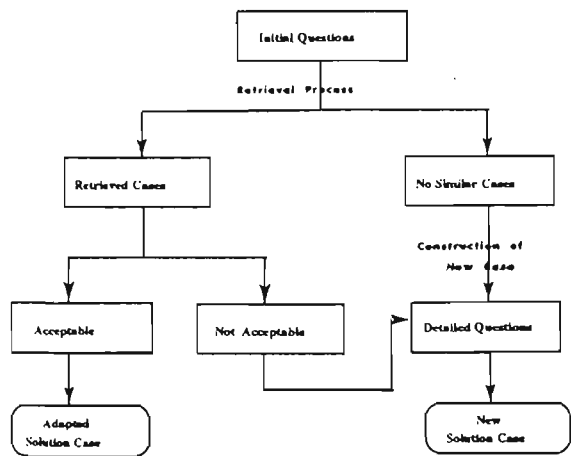 Initial Questions
Retrieval Process
Retrieved Cases
No Similar Cases
Construction of
New Case
Acceptable
Not Acceptable
Detailed Questions
Adapted
Solution Case
New
Solution Case